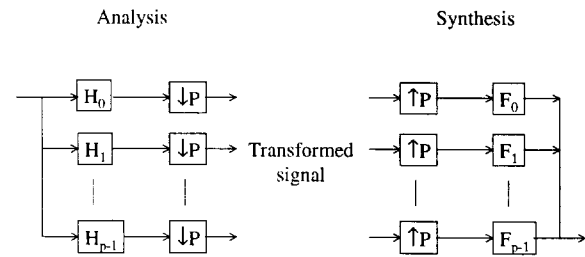 Analysis Synthesis
H₀ ↓P ↑P F₀
H₁ ↓P Transformed signal ↑P F₁
Hₚ₋₁ ↓P ↑P Fₚ₋₁